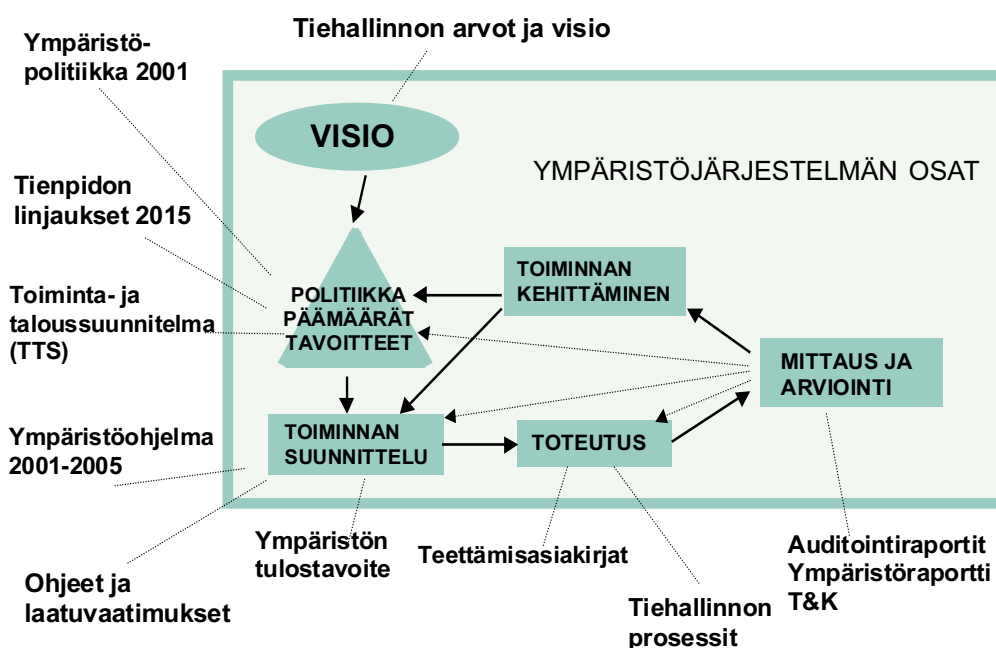 Tiehallinnon arvot ja visio
Ympäristö-
politiikka 2001
VISIO
YMPÄRISTÖJÄRJESTELMÄN OSAT
Tienpidon
linjaukset 2015
TOIMINNAN
KEHITTÄMINEN
POLITIIKKA
PÄÄMÄÄRÄT
TAVOITTEET
Toiminta- ja
taloussuunnitelma
(TTS)
MITTAUS JA
ARVIOINTI
Ympäristöohjelma
2001-2005
TOIMINNAN
SUUNNITTELU
TOTEUTUS
Ympäristön
tulostavoite
Teettämisasiakirjat
Auditointiraportit
Ympäristöraportti
T&K
Ohjeet ja
laatuvaatimukset
Tiehallinnon
prosessit